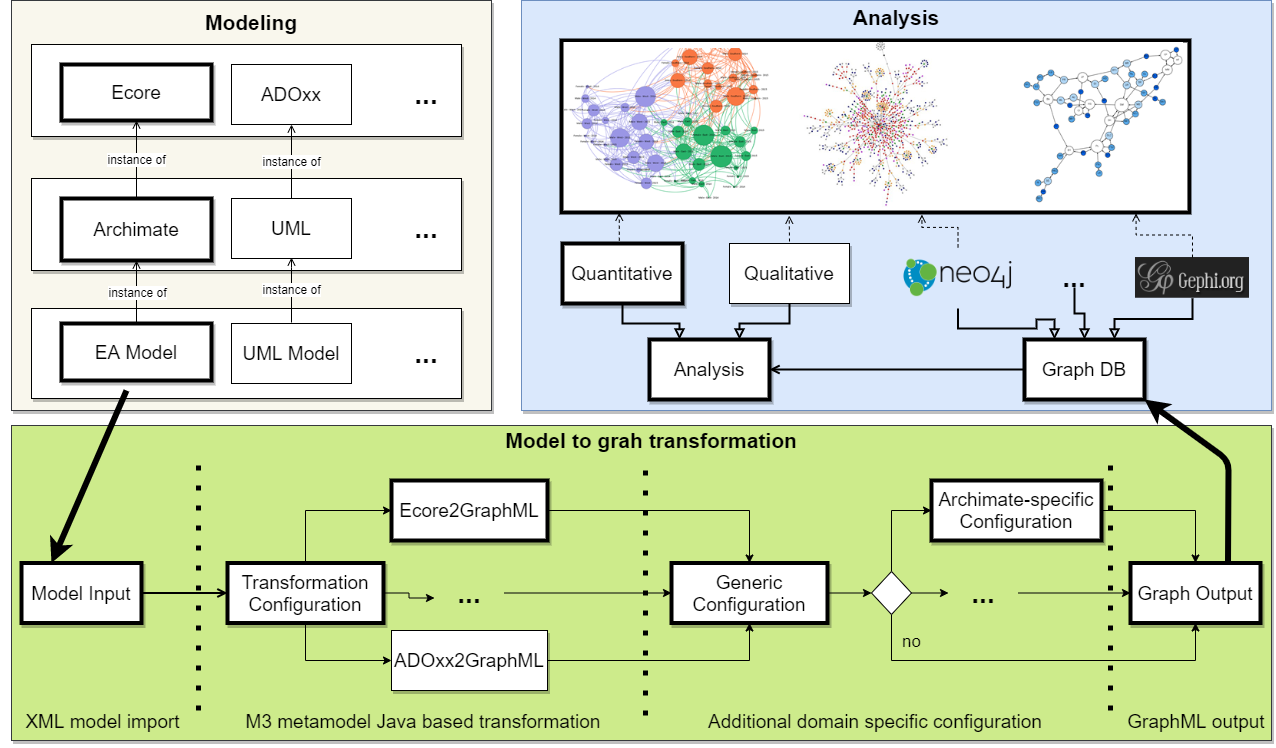 Modeling
Ecore
ADOxx
...
instance of
instance of
Archimate
UML
...
instance of
instance of
EA Model
UML Model
...
Analysis
Quantitative
Qualitative
neo4j
...
Gp Gephi.org
Analysis
Graph DB
Model to grah transformation
Model Input
Transformation
Configuration
Ecore2GraphML
...
ADOxx2GraphML
Generic
Configuration
Archimate-specific
Configuration
...
no
Graph Output
XML model import
M3 metamodel Java based transformation
Additional domain specific configuration
GraphML output